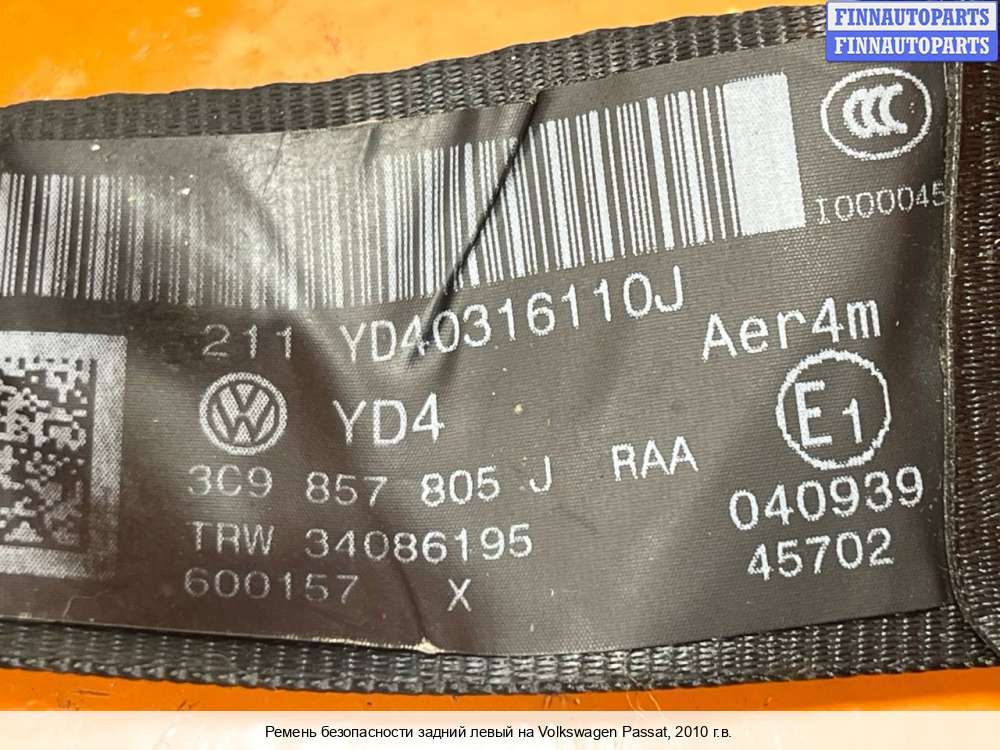 FINNAUTOPARTS
FINNAUTOPARTS
CCC
I000045
211 YD40316110J
Aer4m
YD4
E1
3C9 857 805 J RAA
040939
TRW 34086195
45702
600157 X
Ремень безопасности задний левый на Volkswagen Passat, 2010 г.в.